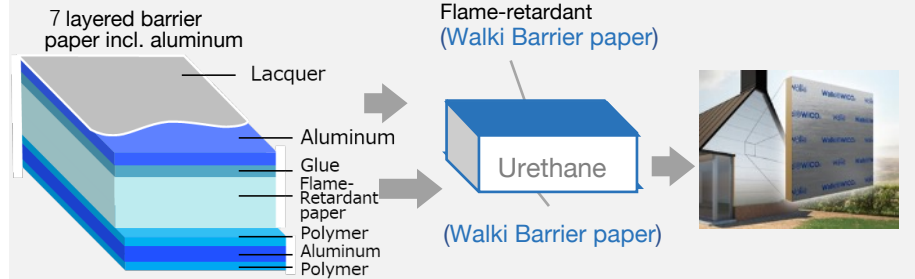 7 layered barrier
paper incl. aluminum
Lacquer
Aluminum
Glue
Flame-
Retardant
paper
Polymer
Aluminum
Polymer
Flame-retardant
(Walki Barrier paper)
Urethane
(Walki Barrier paper)